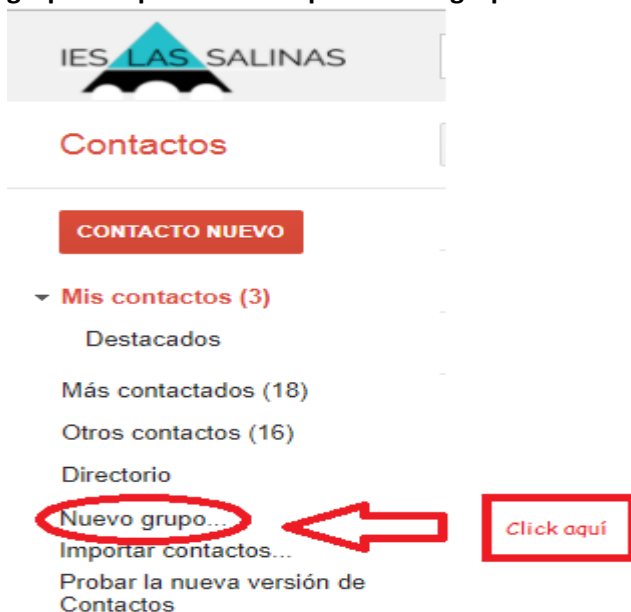 IES LAS SALINAS
Contactos
CONTACTO NUEVO
Mis contactos (3)
Destacados
Más contactados (18)
Otros contactos (16)
Directorio
Nuevo grupo...
Click aquí
Importar contactos...
Probar la nueva versión de
Contactos